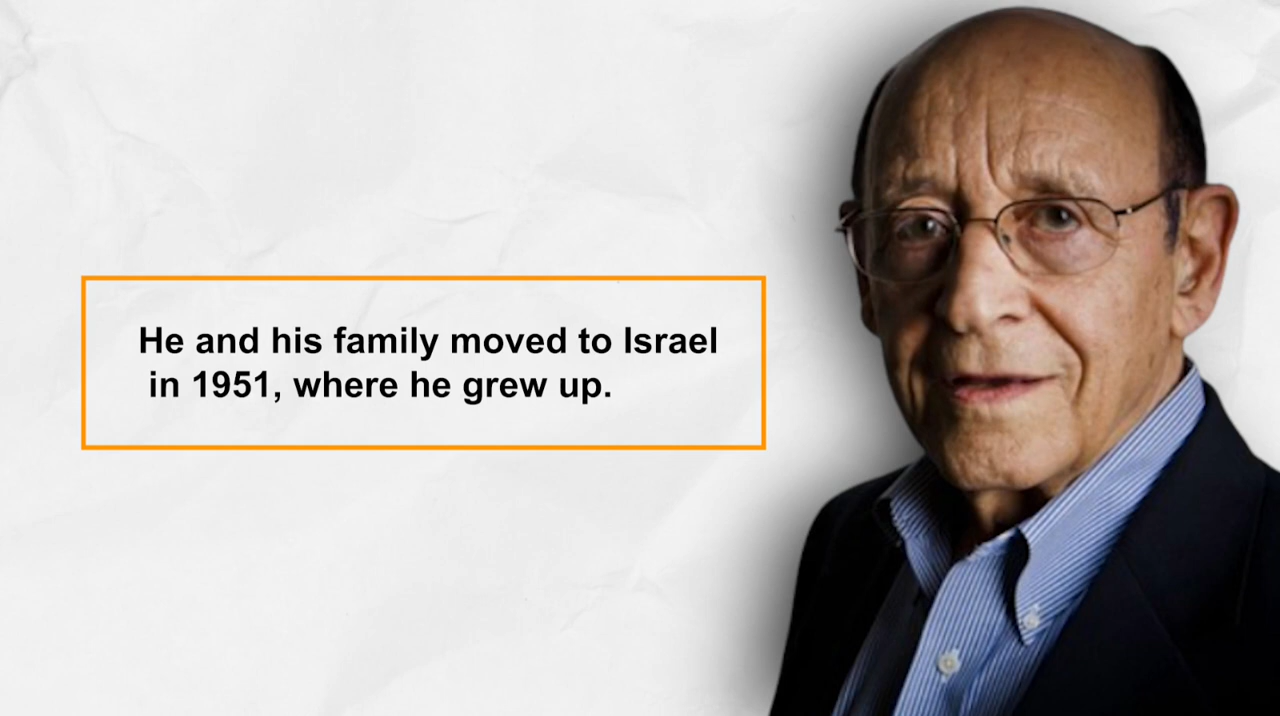 He and his family moved to Israel
in 1951, where he grew up.